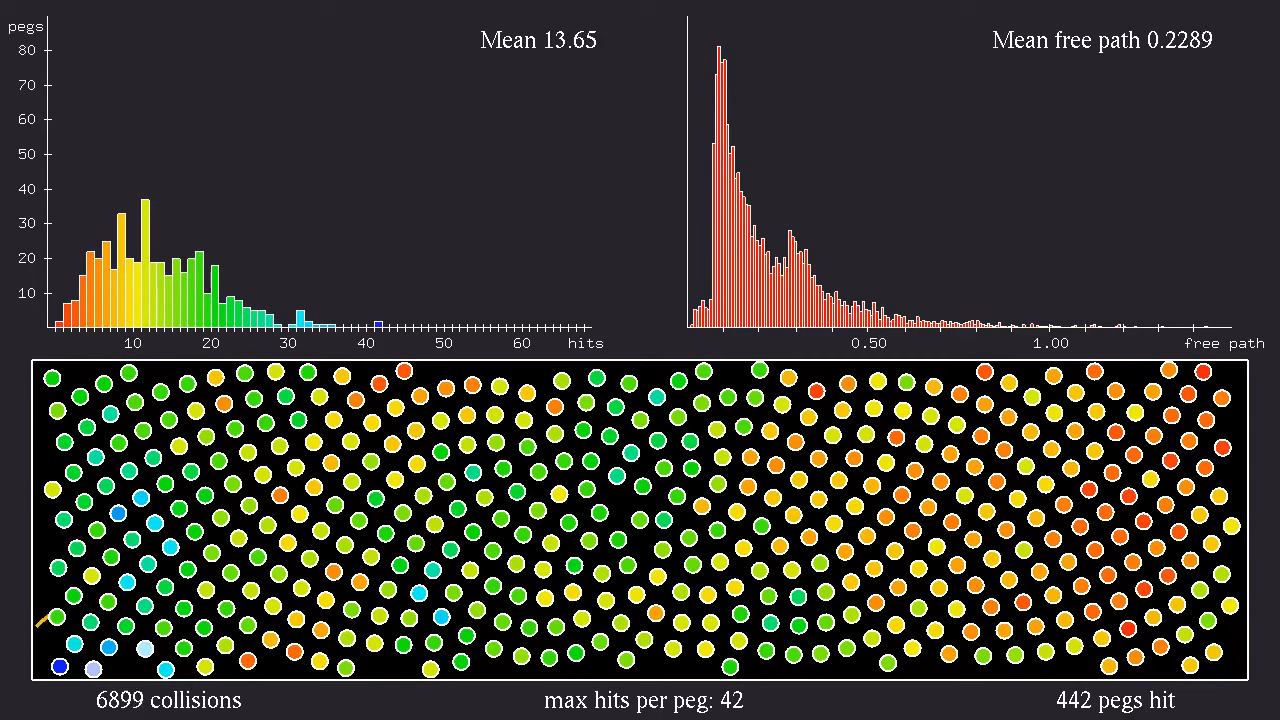 pegs
Mean 13.65
Mean free path 0.2289
80
70
60
50
40
30
20
10
10 20 30 40 50 60 hits
0.50 1.00 free path
6899 collisions
max hits per peg: 42
442 pegs hit